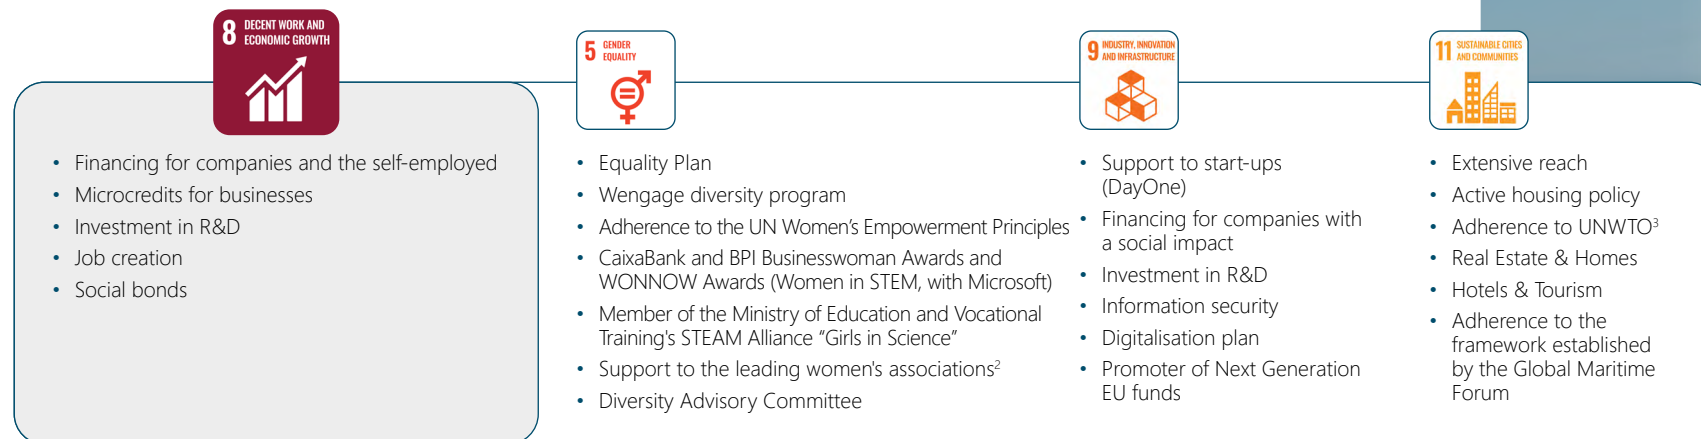 8 DECENT WORK AND
ECONOMIC GROWTH
• Financing for companies and the self-employed
• Microcredits for businesses
• Investment in R&D
• Job creation
• Social bonds
5 GENDER
EQUALITY
• Equality Plan
• Wengage diversity program
• Adherence to the UN Women's Empowerment Principles
• CaixaBank and BPI Businesswoman Awards and
WONNOW Awards (Women in STEM, with Microsoft)
• Member of the Ministry of Education and Vocational
Training's STEAM Alliance “Girls in Science”
• Support to the leading women's associations²
• Diversity Advisory Committee
9 INDUSTRY, INNOVATION
AND INFRASTRUCTURE
• Support to start-ups
(DayOne)
• Financing for companies with
a social impact
• Investment in R&D
• Information security
• Digitalisation plan
• Promoter of Next Generation
EU funds
11 SUSTAINABLE CITIES
AND COMMUNITIES
• Extensive reach
• Active housing policy
• Adherence to UNWTO³
• Real Estate & Homes
• Hotels & Tourism
• Adherence to the
framework established
by the Global Maritime
Forum